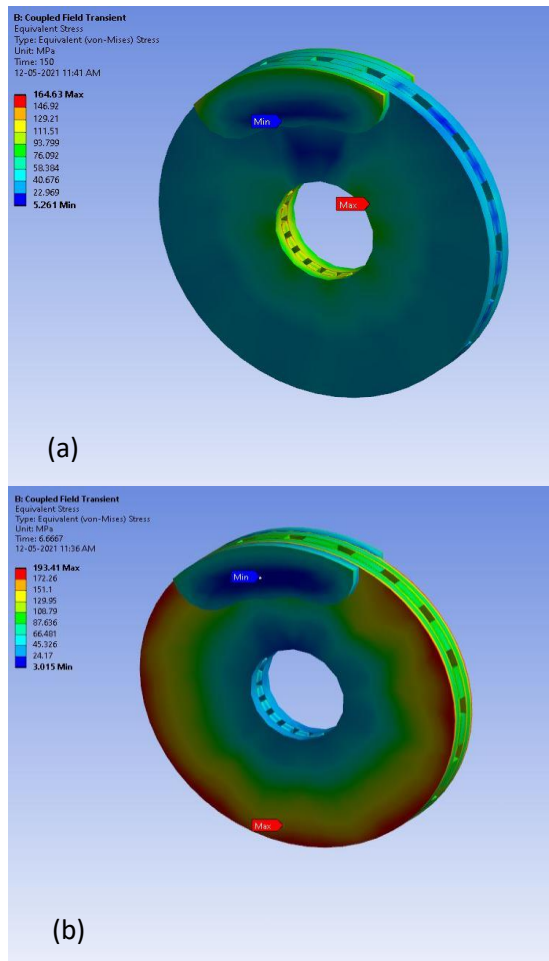 B: Coupled Field Transient
Equivalent Stress
Type: Equivalent (von-Mises) Stress
Unit: MPa
Time: 150
12-05-2021 11:41 AM
164.63 Max
146.92
129.21
111.51
93.799
76.092
58.384
40.676
22.969
5.261 Min
Min
Max
(a)
B: Coupled Field Transient
Equivalent Stress
Type: Equivalent (von-Mises) Stress
Unit: MPa
Time: 6.6667
12-05-2021 11:36 AM
193.41 Max
172.26
151.1
129.95
108.79
87.636
66.481
45.326
24.17
3.015 Min
Min
Max
(b)